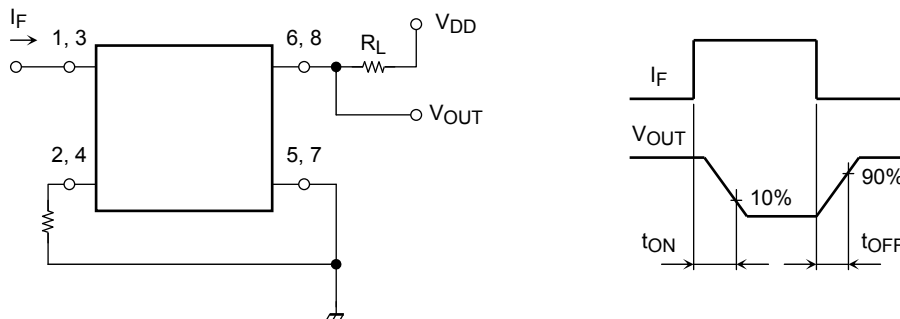 IF
1, 3
6, 8
RL
VDD
VOUT
2, 4
5, 7
IF
VOUT
10%
90%
tON
tOFF